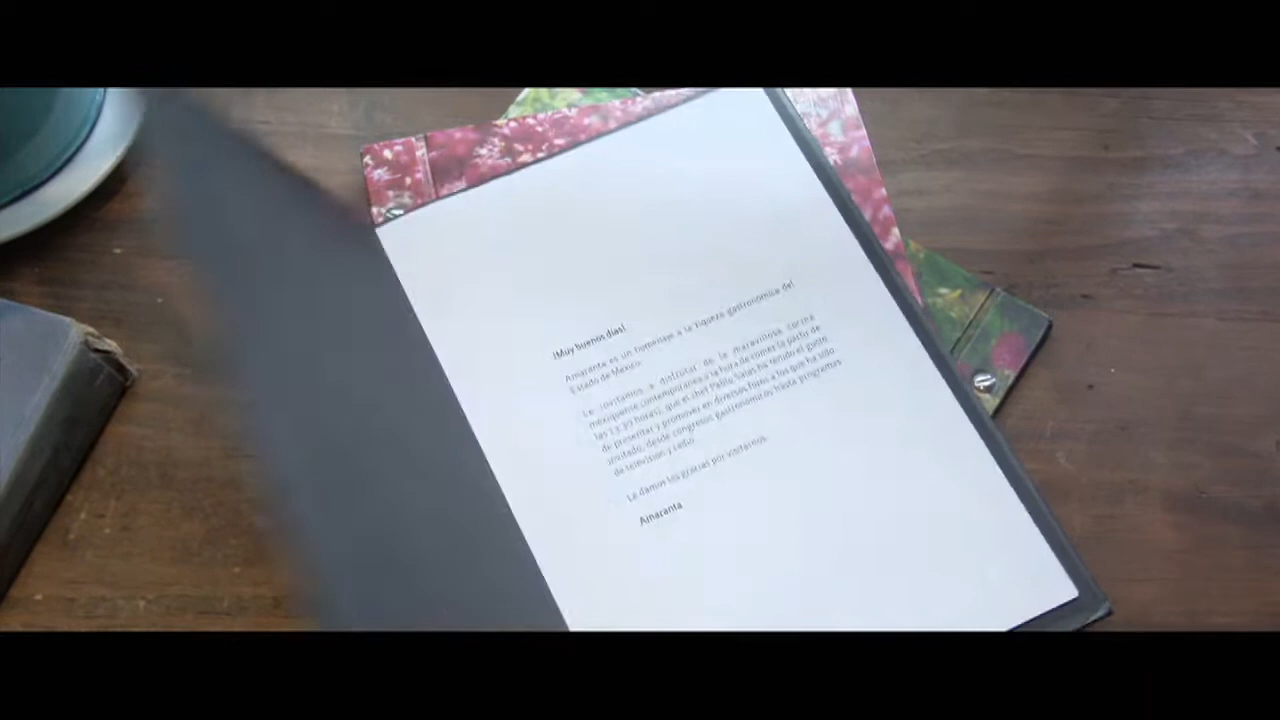 ¡Muy buenos días!
Amaranta es un homenaje a la riqueza gastronómica del
Estado de México.
Le invitamos a disfrutar de la maravillosa cocina
mexiquense contemporánea a la hora de comer (a partir de
las 13:30 horas), que el chef Pablo Salas ha tenido el gusto
de presentar y promover en diversos foros a los que ha sido
invitado, desde congresos gastronómicos hasta programas
de televisión y radio.
Le damos las gracias por visitarnos.
Amaranta